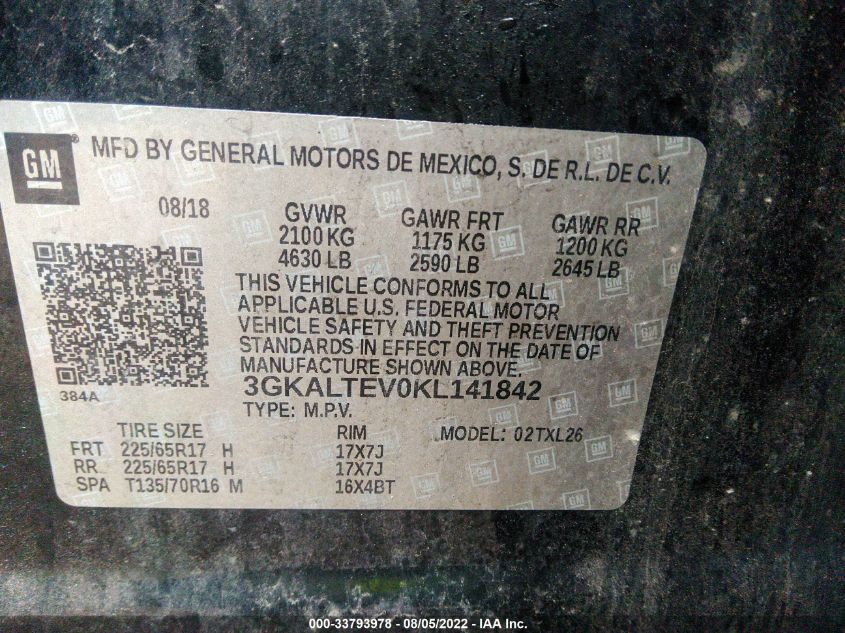 GM
MFD BY GENERAL MOTORS DE MEXICO, S. DE R.L. DE C.V.
08/18 GVWR GAWR FRT GAWR RR
2100 KG 1175 KG 1200 KG
4630 LB 2590 LB 2645 LB
THIS VEHICLE CONFORMS TO ALL
APPLICABLE U.S. FEDERAL MOTOR
VEHICLE SAFETY AND THEFT PREVENTION
STANDARDS IN EFFECT ON THE DATE OF
MANUFACTURE SHOWN ABOVE.
3GKALTEV0KL141842
384A
TYPE: M.P.V.
TIRE SIZE RIM MODEL: 02TXL26
FRT 225/65R17 H 17X7J
RR 225/65R17 H 17X7J
SPA T135/70R16 M 16X4BT
000-33793978 - 08/05/2022 - IAA Inc.